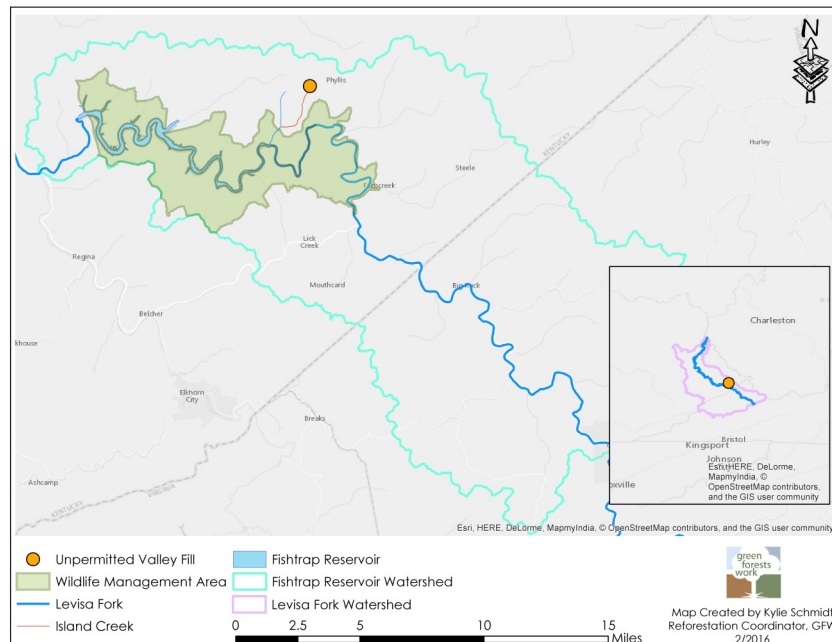 N
Phyllis
Hurley
KENTUCKY
Steele
Lick
Creek
Regina
Mouthcard
Big Rock
Belcher
Elkhorn
City
Breaks
Ashcamp
KENTUCKY
VIRGINIA
Charleston
Kingsport
Bristol
Johnson
Esri, HERE, DeLorme,
MapmyIndia, ©
OpenStreetMap contributors,
and the GIS user community
Esri, HERE, DeLorme, MapmyIndia, © OpenStreetMap contributors, and the GIS user community
Unpermitted Valley Fill
Wildlife Management Area
Levisa Fork
Island Creek
Fishtrap Reservoir
Fishtrap Reservoir Watershed
Levisa Fork Watershed
0 5 10 15
Miles
green
forests
work
Map Created by Kylie Schmidt
Reforestation Coordinator, GFW
2/2016